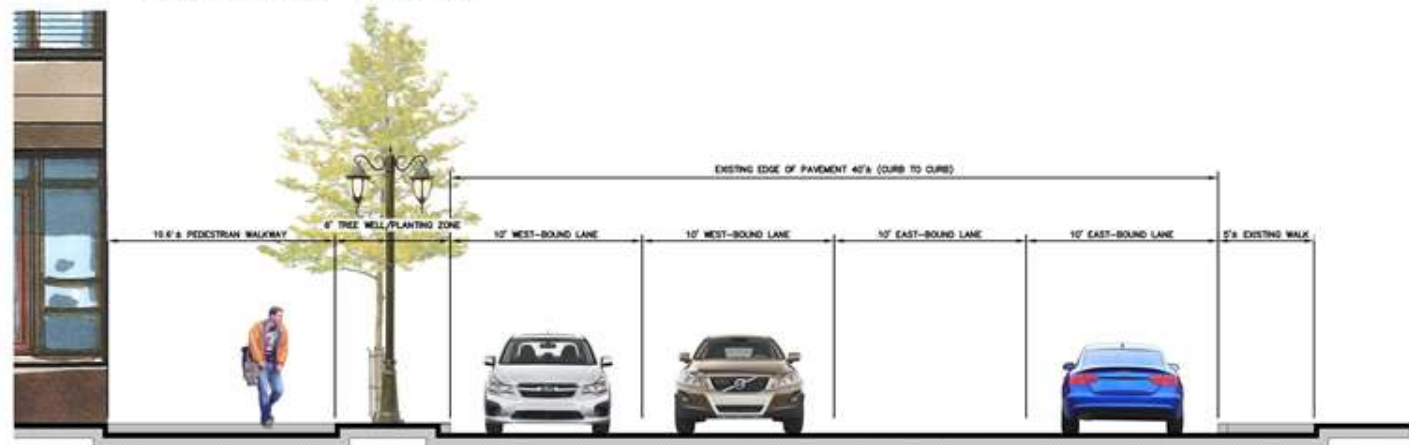 EXISTING EDGE OF PAVEMENT 40'± (CURB TO CURB)
10.6'± PEDESTRIAN WALKWAY
6' TREE WELL/PLANTING ZONE
10' WEST-BOUND LANE
10' WEST-BOUND LANE
10' EAST-BOUND LANE
10' EAST-BOUND LANE
5'± EXISTING WALK